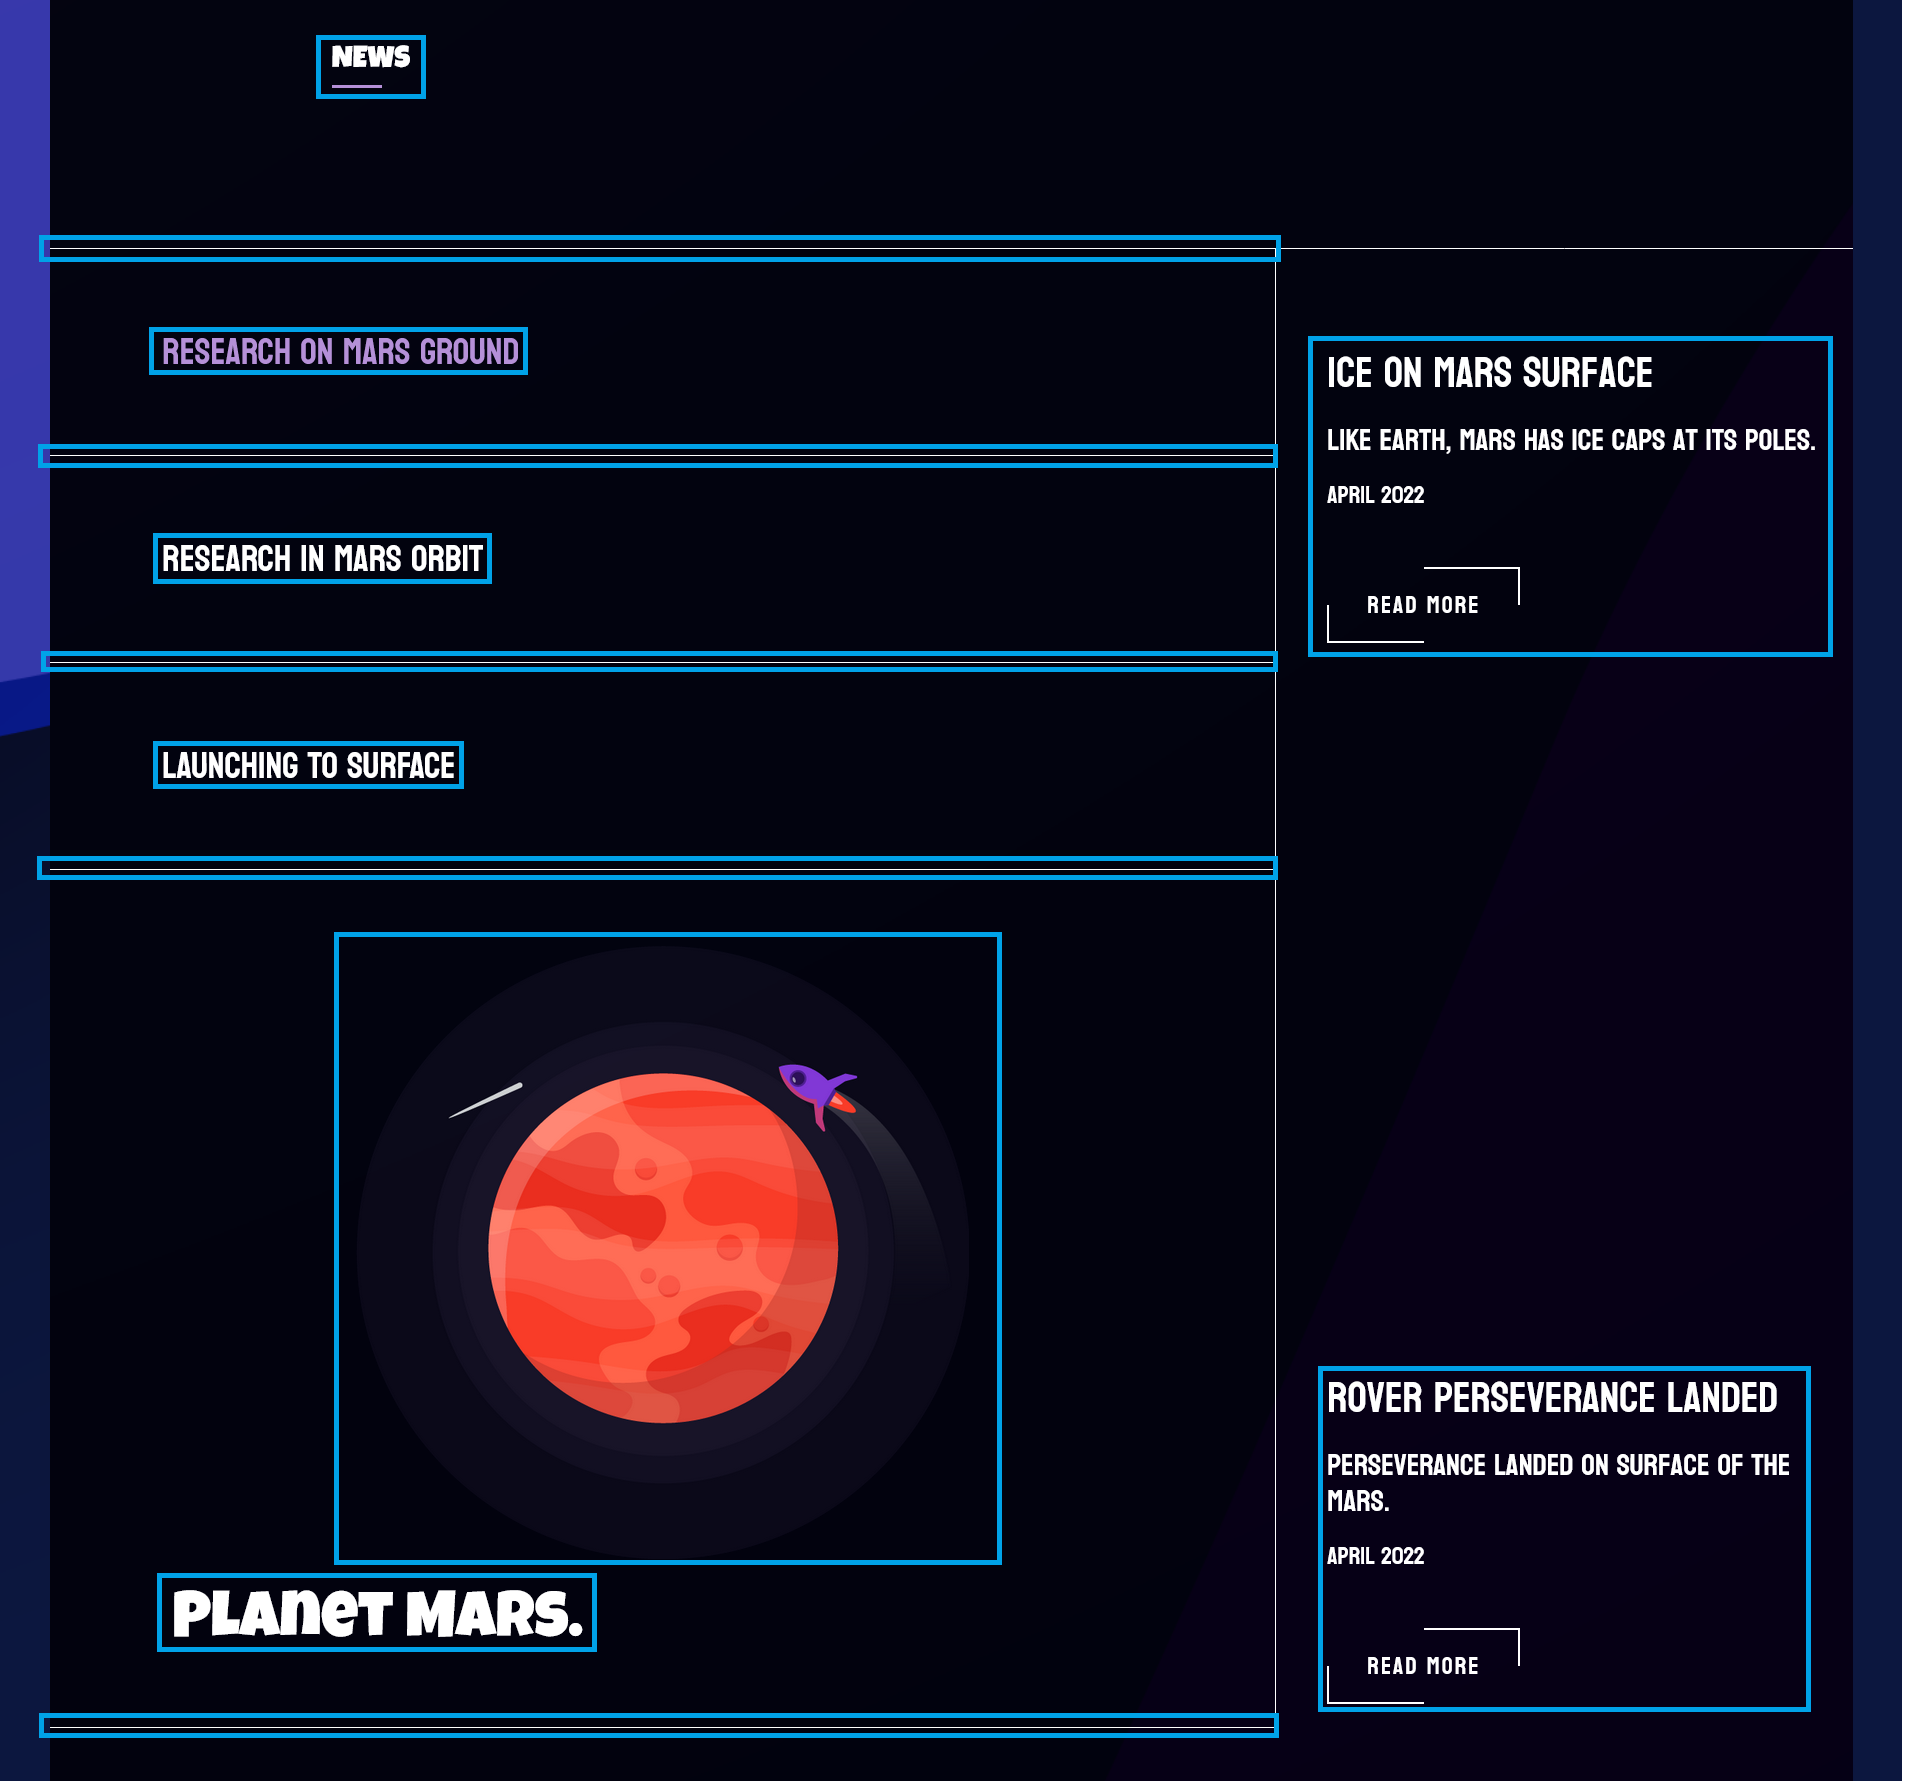 NEWS
RESEARCH ON MARS GROUND
RESEARCH IN MARS ORBIT
LAUNCHING TO SURFACE
PLANET MARS.
ICE ON MARS SURFACE
LIKE EARTH, MARS HAS ICE CAPS AT ITS POLES.
APRIL 2022
READ MORE
ROVER PERSEVERANCE LANDED
PERSEVERANCE LANDED ON SURFACE OF THE
MARS.
APRIL 2022
READ MORE